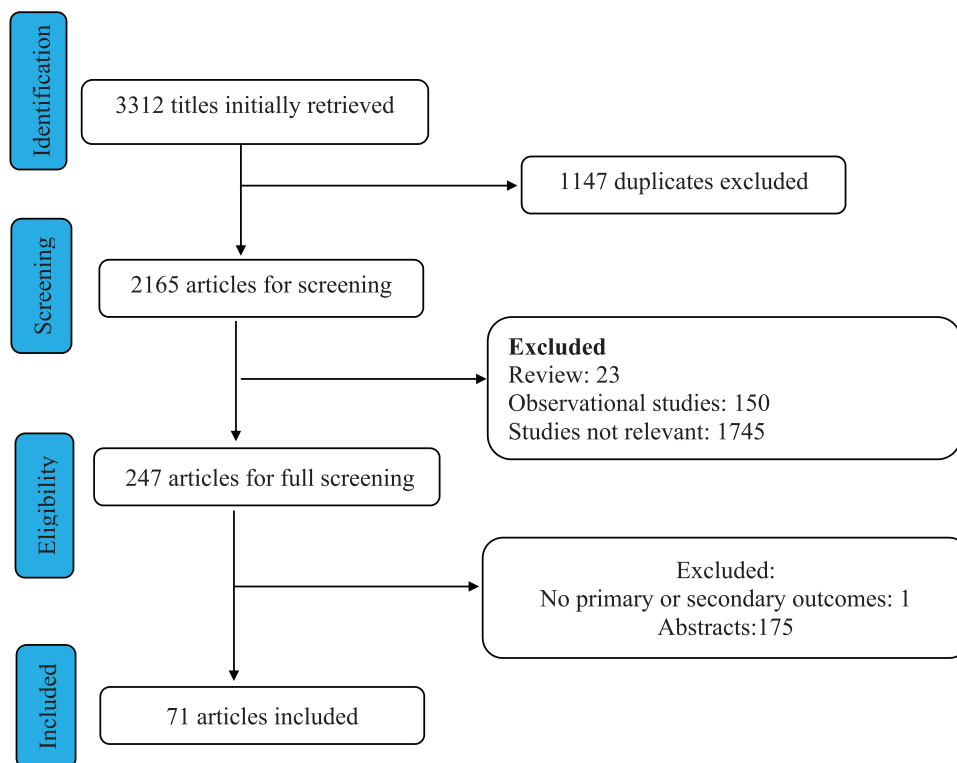 Identification
3312 titles initially retrieved
1147 duplicates excluded
Screening
2165 articles for screening
Excluded
Review: 23
Observational studies: 150
Studies not relevant: 1745
Eligibility
247 articles for full screening
Excluded:
No primary or secondary outcomes: 1
Abstracts:175
Included
71 articles included